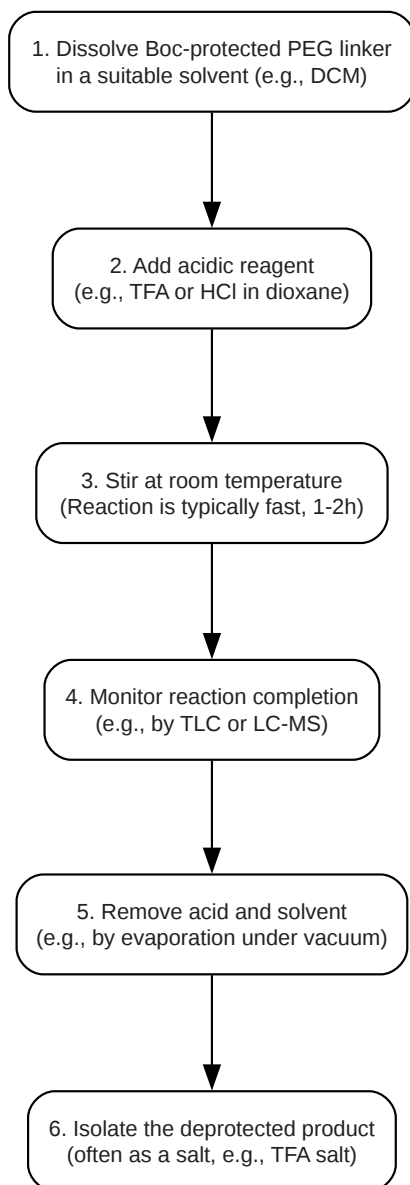 1. Dissolve Boc-protected PEG linker
in a suitable solvent (e.g., DCM)
2. Add acidic reagent
(e.g., TFA or HCl in dioxane)
3. Stir at room temperature
(Reaction is typically fast, 1-2h)
4. Monitor reaction completion
(e.g., by TLC or LC-MS)
5. Remove acid and solvent
(e.g., by evaporation under vacuum)
6. Isolate the deprotected product
(often as a salt, e.g., TFA salt)